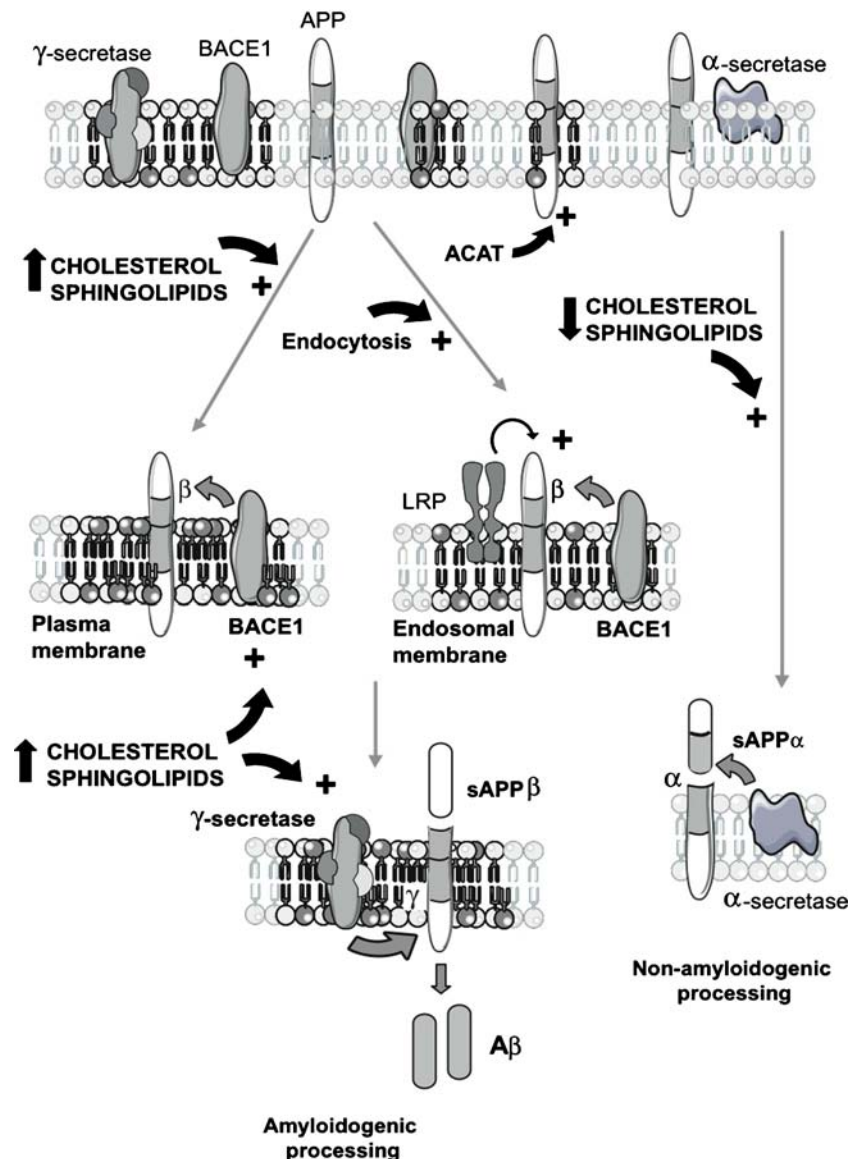 APP
BACE1
γ-secretase
α-secretase
CHOLESTEROL
SPHINGOLIPIDS
+
ACAT
+
Endocytosis
+
CHOLESTEROL
SPHINGOLIPIDS
+
β
LRP
+
β
Plasma
membrane
BACE1
+
Endosomal
membrane
BACE1
CHOLESTEROL
SPHINGOLIPIDS
+
γ-secretase
sAPPβ
γ
sAPPα
α
α-secretase
Non-amyloidogenic
processing
Aβ
Amyloidogenic
processing